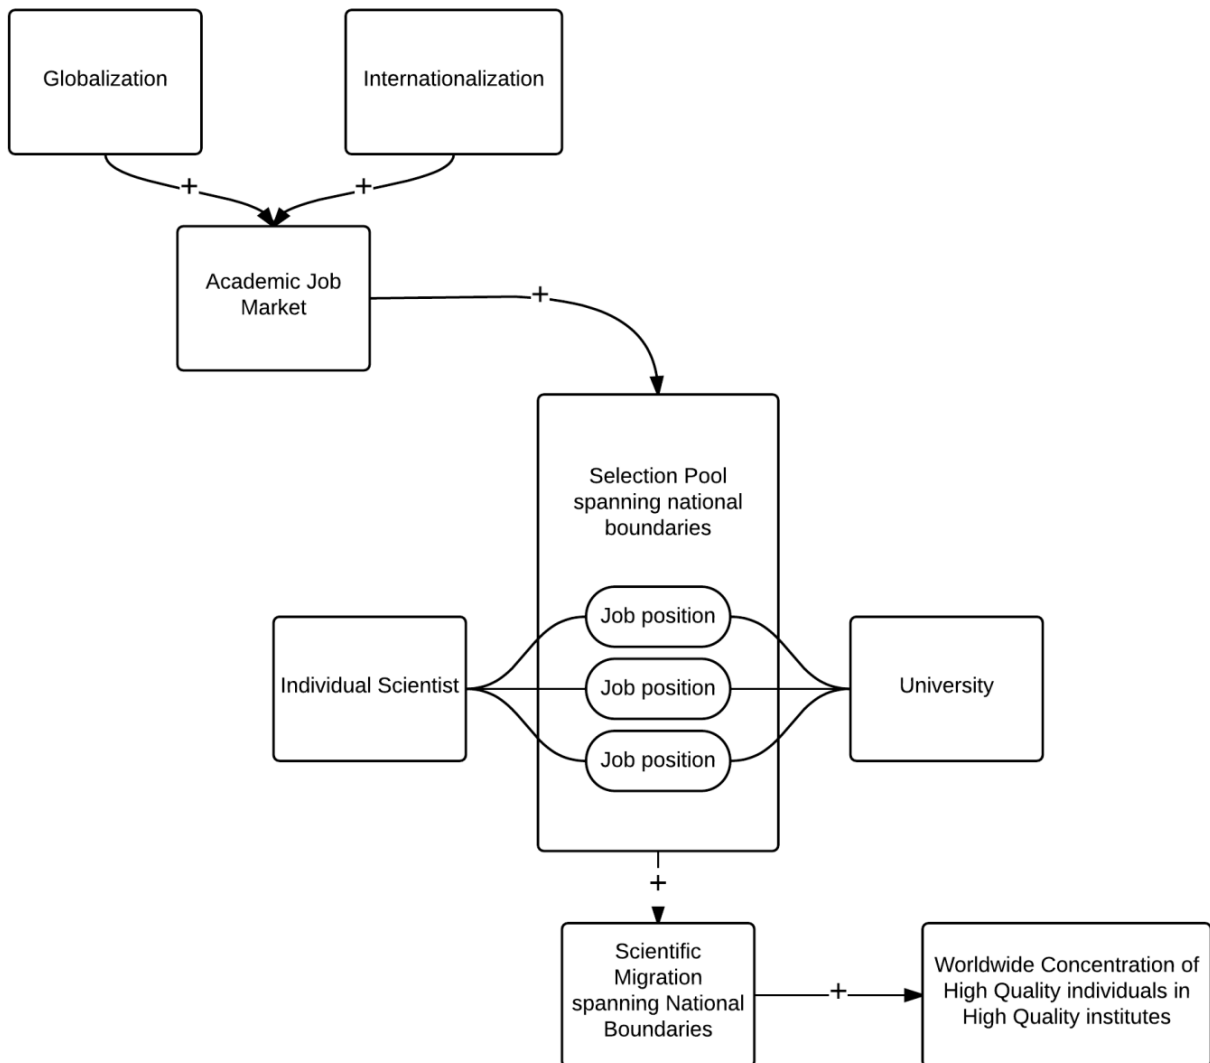 Globalization
Internationalization
+
+
Academic Job
Market
+
Selection Pool
spanning national
boundaries
Job position
Individual Scientist
Job position
University
Job position
+
Scientific
Migration
spanning National
Boundaries
+
Worldwide Concentration of
High Quality individuals in
High Quality institutes